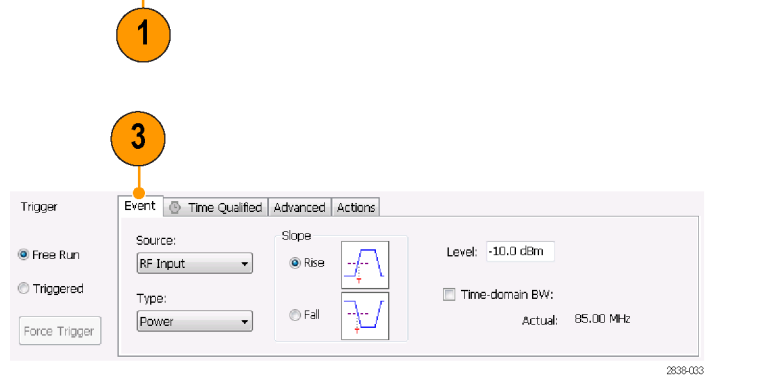 1
3
Trigger
Event Time Qualified Advanced Actions
Free Run
Triggered
Force Trigger
Source:
RF Input
Type:
Power
Slope
Rise
Fall
Level: -10.0 dBm
Time-domain BW:
Actual: 85.00 MHz
2838-033